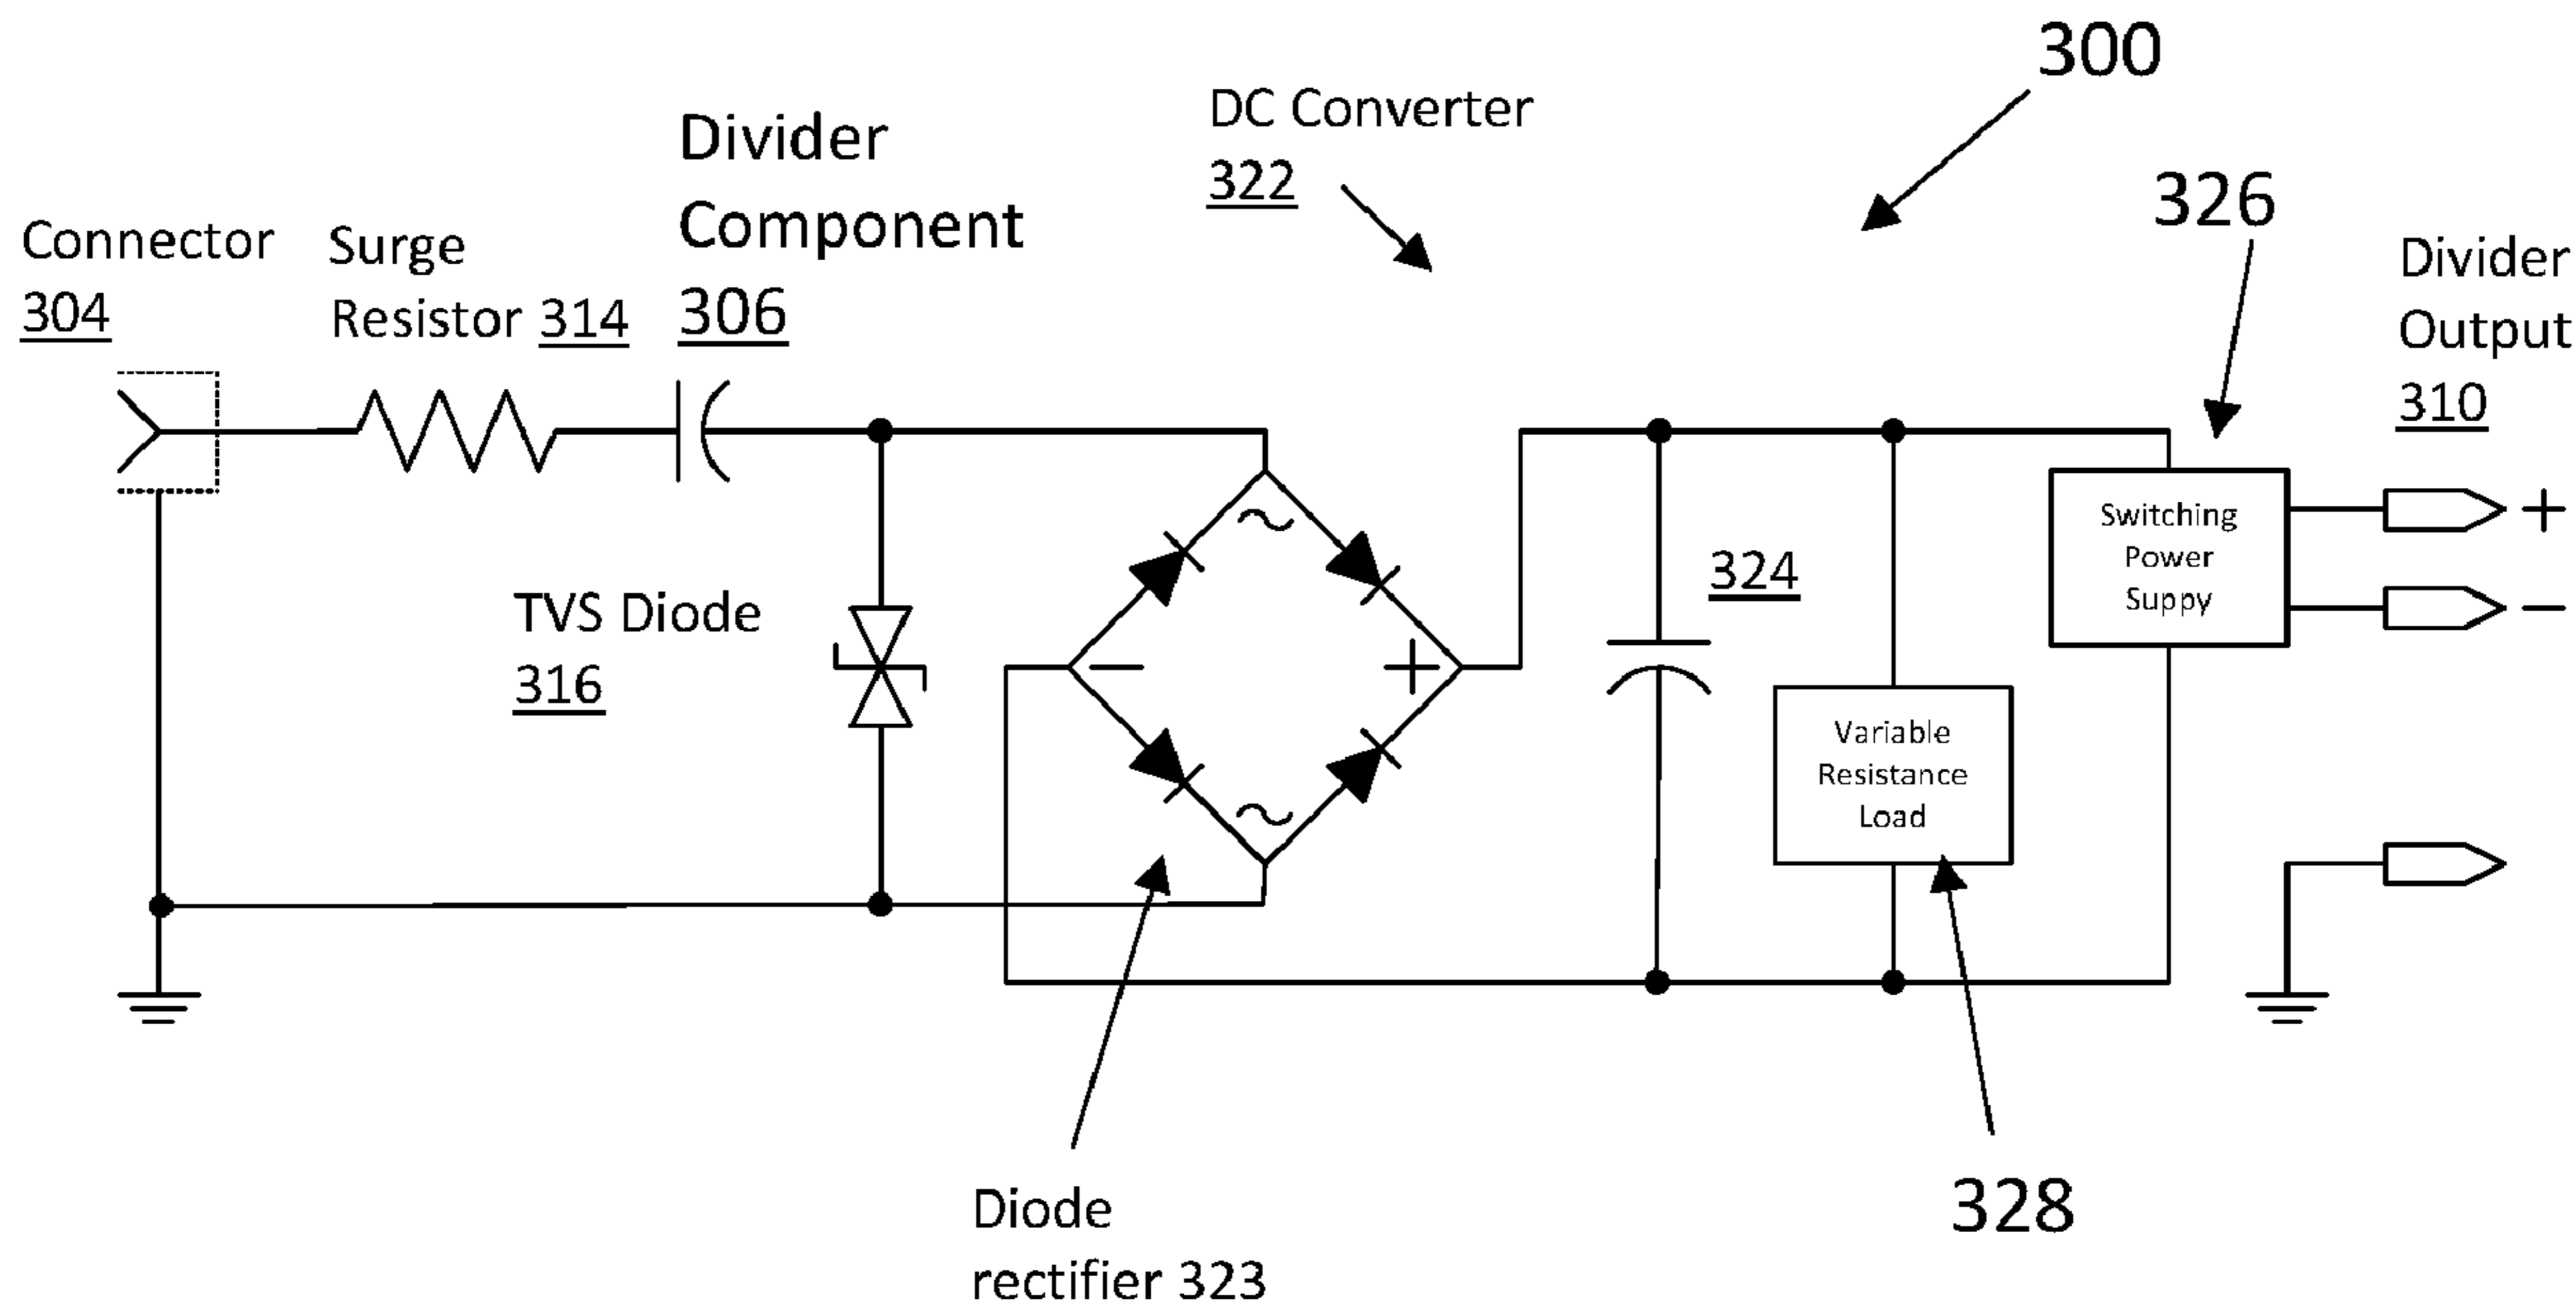 300
DC Converter
322
Divider
Component
306
326
Connector
304
Surge
Resistor 314
Divider
Output
310
+
−
Switching
Power
Suppy
~
TVS Diode
316
−
+
324
Variable
Resistance
Load
~
Diode
rectifier 323
328